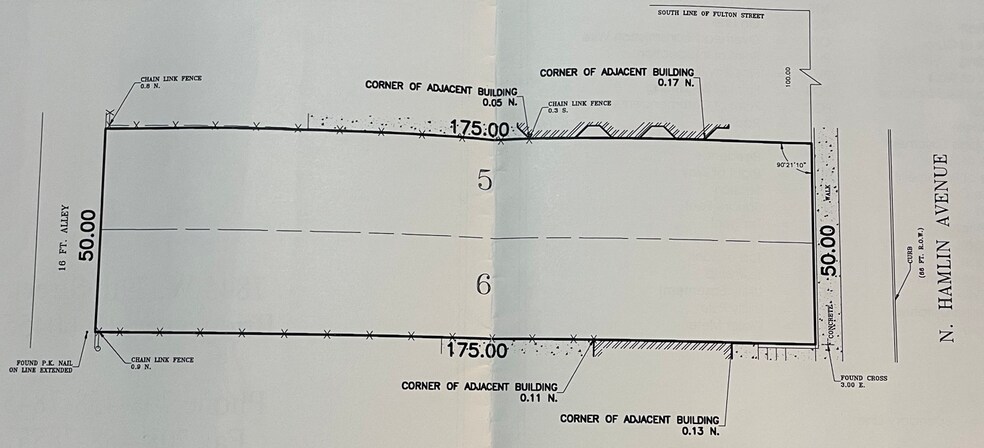 SOUTH LINE OF FULTON STREET
CORNER OF ADJACENT BUILDING
0.17 N.
CHAIN LINK FENCE
0.8 N.
CORNER OF ADJACENT BUILDING
0.05 N.
CHAIN LINK FENCE
0.3 S.
100.00
175.00
90°21'10"
5
WALK
16 FT. ALLEY
50.00
50.00
CURB
(66 FT. R.O.W.)
N. HAMLIN AVENUE
6
CONCRETE
175.00
FOUND P.K. NAIL
ON LINE EXTENDED
CHAIN LINK FENCE
0.9 N.
FOUND CROSS
3.00 E.
CORNER OF ADJACENT BUILDING
0.11 N.
CORNER OF ADJACENT BUILDING
0.13 N.